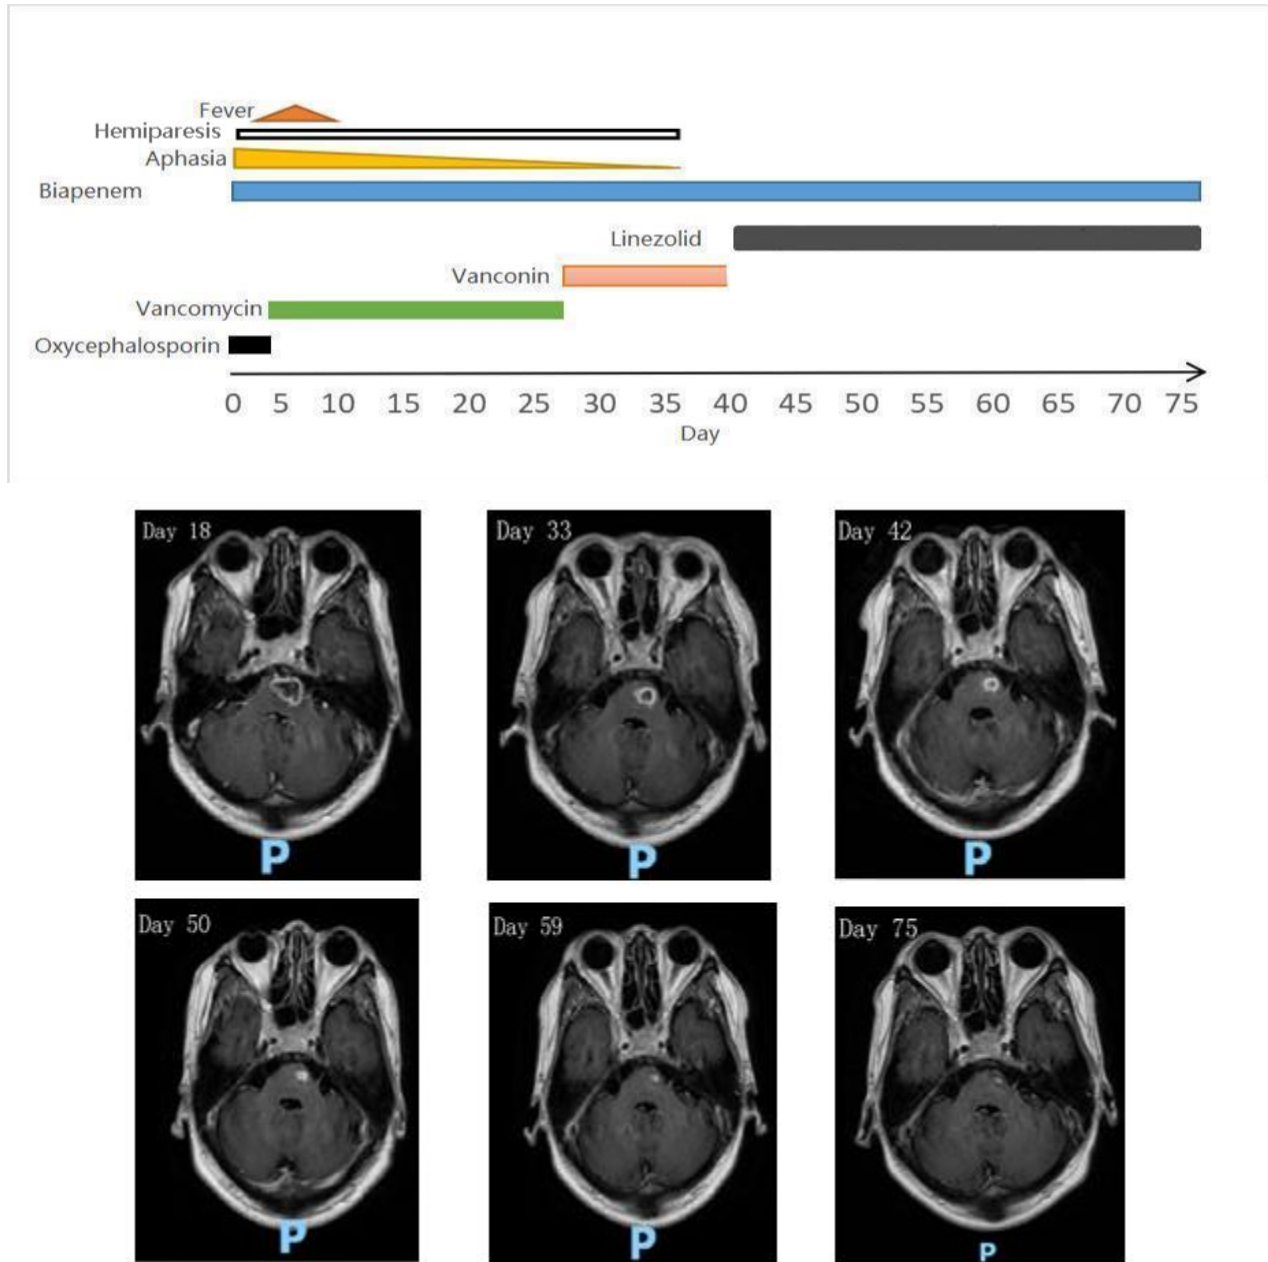 Fever
Hemiparesis
Aphasia
Biapenem
Linezolid
Vanconin
Vancomycin
Oxycephalosporin
0 5 10 15 20 25 30 35 40 45 50 55 60 65 70 75
Day
Day 18
Day 33
Day 42
P
P
P
Day 50
Day 59
Day 75
P
P
P